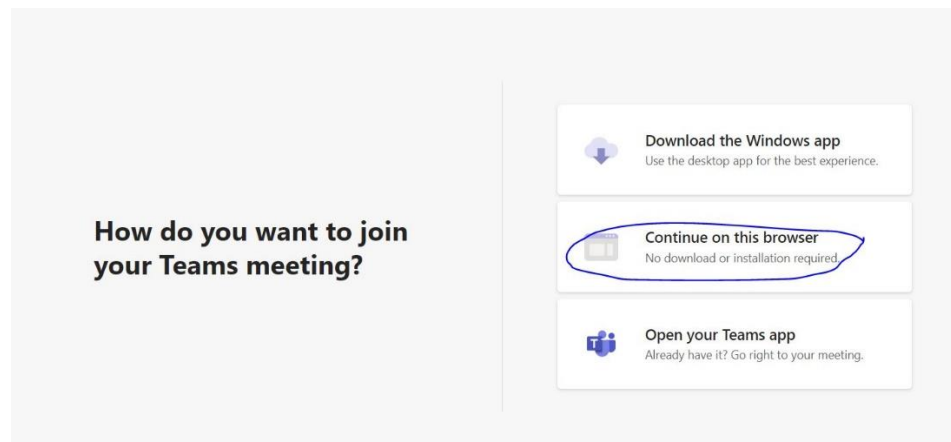 How do you want to join
your Teams meeting?
Download the Windows app
Use the desktop app for the best experience.
Continue on this browser
No download or installation required.
Open your Teams app
Already have it? Go right to your meeting.